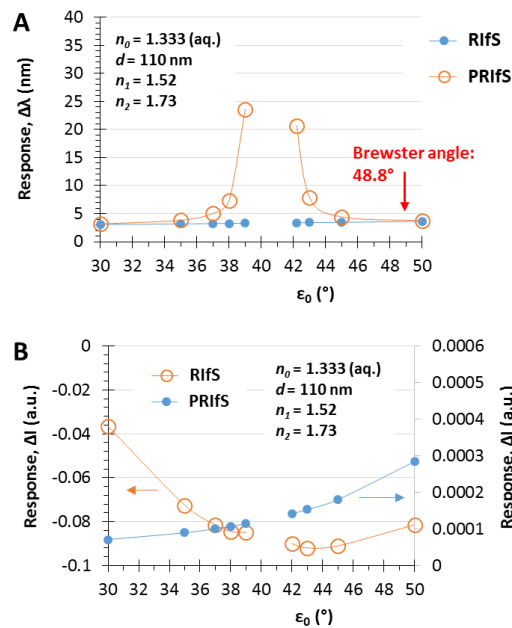 A
Response, Δλ (nm)
40
35
30
25
20
15
10
5
0
n0 = 1.333 (aq.)
d = 110 nm
n1 = 1.52
n2 = 1.73
RIfS
PRIfS
Brewster angle:
48.8°
30 32 34 36 38 40 42 44 46 48 50
ε0 (°)
B
Response, ΔI (a.u.)
0
-0.02
-0.04
-0.06
-0.08
-0.1
RIfS
PRIfS
n0 = 1.333 (aq.)
d = 110 nm
n1 = 1.52
n2 = 1.73
0.0006
0.0005
0.0004
0.0003
0.0002
0.0001
0
Response, ΔI (a.u.)
30 32 34 36 38 40 42 44 46 48 50
ε0 (°)